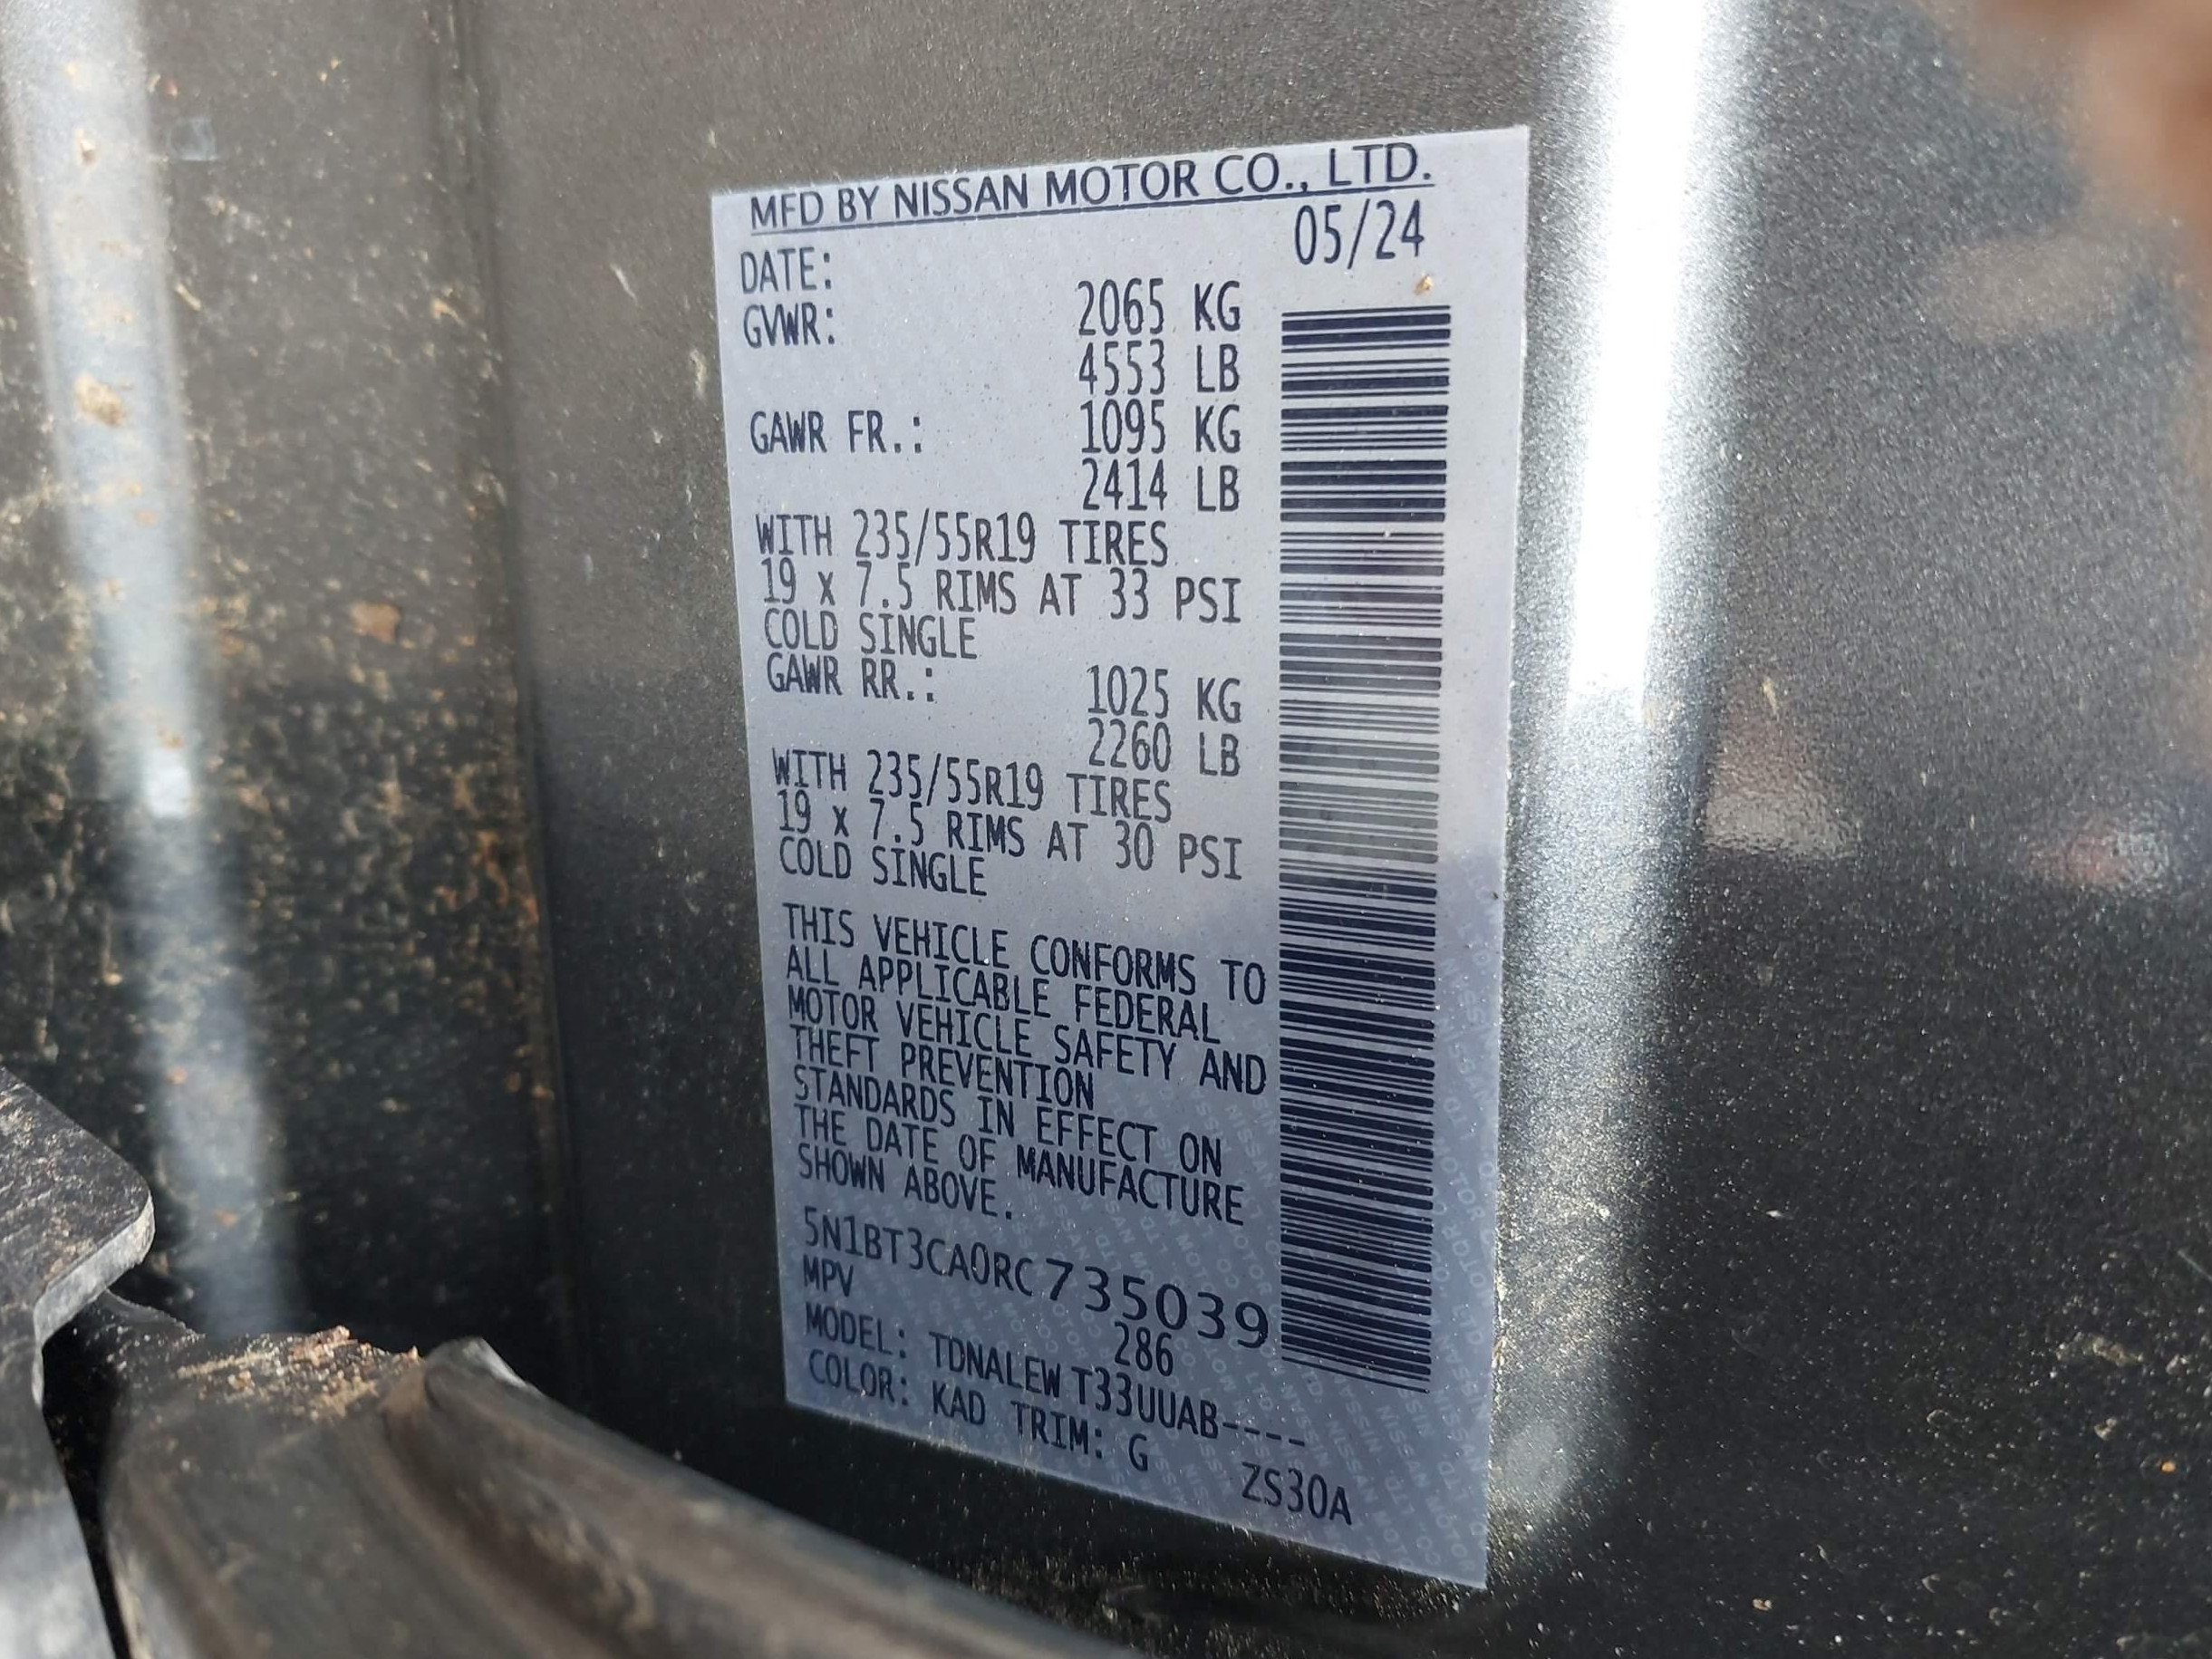 MFD BY NISSAN MOTOR CO., LTD.
DATE: 05/24
GVWR: 2065 KG
4553 LB
GAWR FR.: 1095 KG
2414 LB
WITH 235/55R19 TIRES
19 x 7.5 RIMS AT 33 PSI
COLD SINGLE
GAWR RR.: 1025 KG
2260 LB
WITH 235/55R19 TIRES
19 x 7.5 RIMS AT 30 PSI
COLD SINGLE
THIS VEHICLE CONFORMS TO
ALL APPLICABLE FEDERAL
MOTOR VEHICLE SAFETY AND
THEFT PREVENTION
STANDARDS IN EFFECT ON
THE DATE OF MANUFACTURE
SHOWN ABOVE.
5N1BT3CA0RC735039
MPV 286
MODEL: TDNALEW T33UUAB----
COLOR: KAD TRIM: G ZS30A